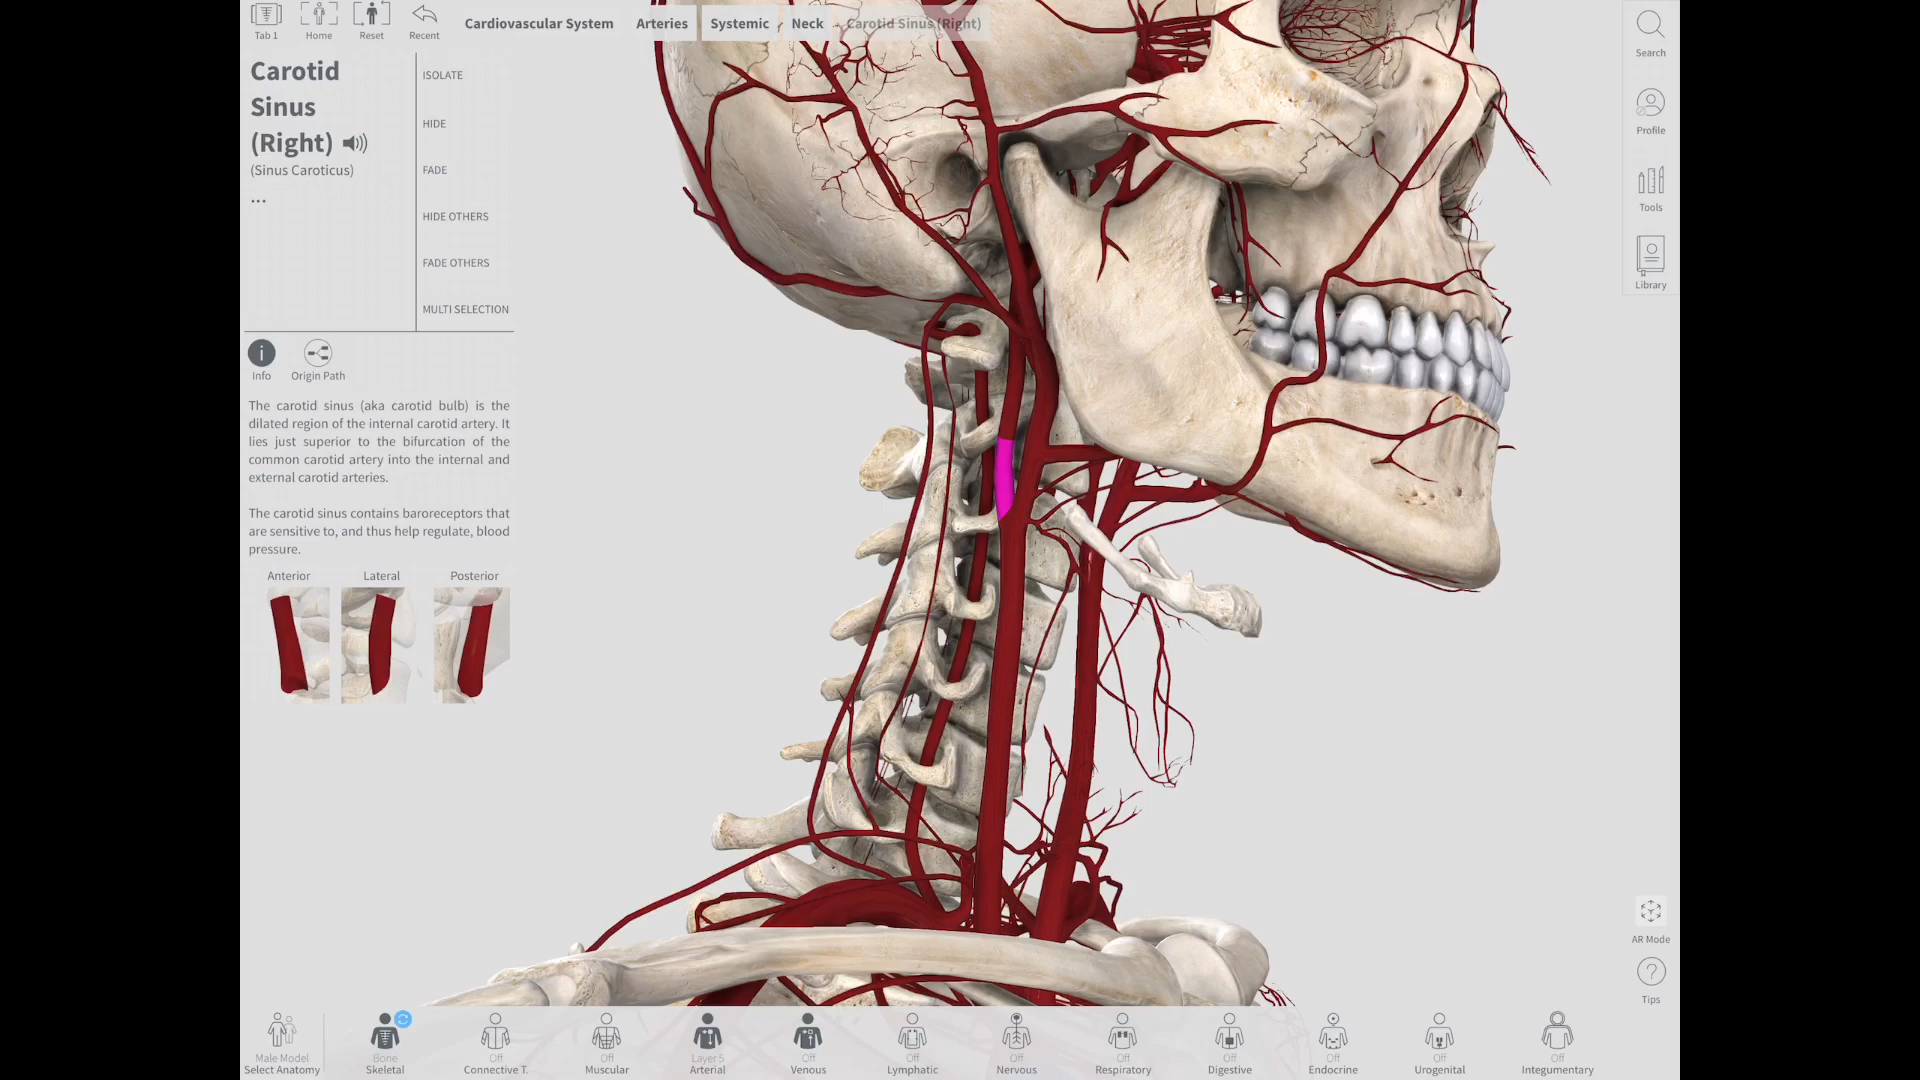 Tab 1
Home
Reset
Recent
Cardiovascular System
Arteries
Systemic
Neck
Carotid Sinus (Right)
Carotid
Sinus
(Right)
(Sinus Caroticus)
...
ISOLATE
HIDE
FADE
HIDE OTHERS
FADE OTHERS
MULTI SELECTION
i
Info
Origin Path
The carotid sinus (aka carotid bulb) is the
dilated region of the internal carotid artery. It
lies just superior to the bifurcation of the
common carotid artery into the internal and
external carotid arteries.
The carotid sinus contains baroreceptors that
are sensitive to, and thus help regulate, blood
pressure.
Anterior
Lateral
Posterior
Search
Profile
Tools
Library
AR Mode
?
Tips
Male Model
Select Anatomy
Bone
Skeletal
Off
Connective T.
Off
Muscular
Layer 5
Arterial
Off
Venous
Off
Lymphatic
Off
Nervous
Off
Respiratory
Off
Digestive
Off
Endocrine
Off
Urogenital
Off
Integumentary